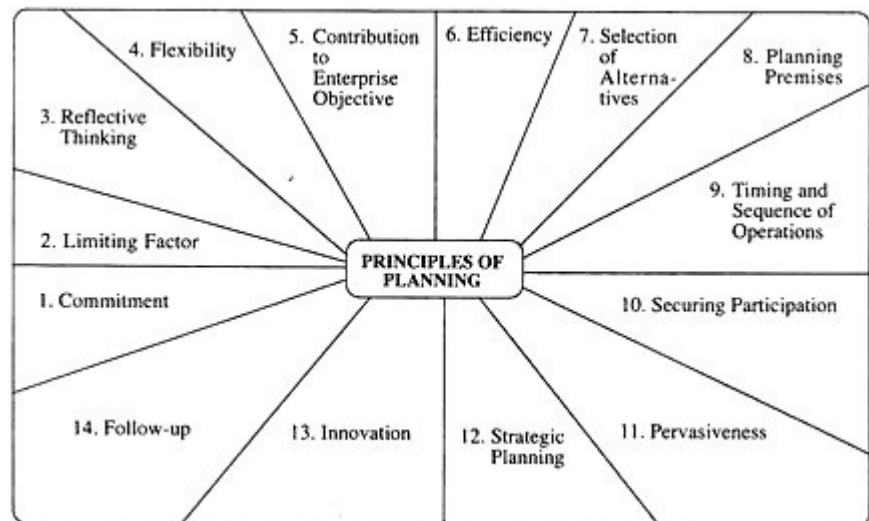 PRINCIPLES OF
PLANNING
1. Commitment
2. Limiting Factor
3. Reflective
Thinking
4. Flexibility
5. Contribution
to
Enterprise
Objective
6. Efficiency
7. Selection
of
Alterna-
tives
8. Planning
Premises
9. Timing and
Sequence of
Operations
10. Securing Participation
11. Pervasiveness
12. Strategic
Planning
13. Innovation
14. Follow-up